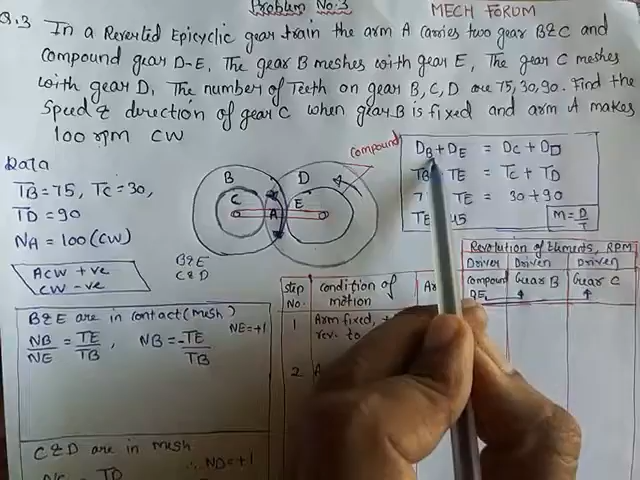 Problem No:3
MECH FORUM
Q.3 In a Reverted Epicyclic gear train the arm A carries two gear B&C and
compound gear D-E, The gear B meshes with gear E, The gear C meshes
with gear D, The number of Teeth on gear B, C, D are 75, 30, 90. Find the
Speed & direction of gear C when gear B is fixed and arm A makes
100 rpm CW
Data
TB=75, TC=30,
TD=90
NA=100(CW)
ACW +ve
CW -ve
B
D
C
A
E
B&E
C&D
compound
DB+DE = DC+DD
TE = TC+TD
TE = 30+90
TE
M=D/T
B&E are in contact(mesh)
NE=+1
NB/NE = TE/TB, NB=-TE/TB
C&D are in mesh
TD
∴ ND=+1
Revolution of Elements, RPM
Step No.
condition of motion
Driver
Driven
Driven
compound
DE
Gear B
Gear C
1
Arm fixed,
rev. to
2